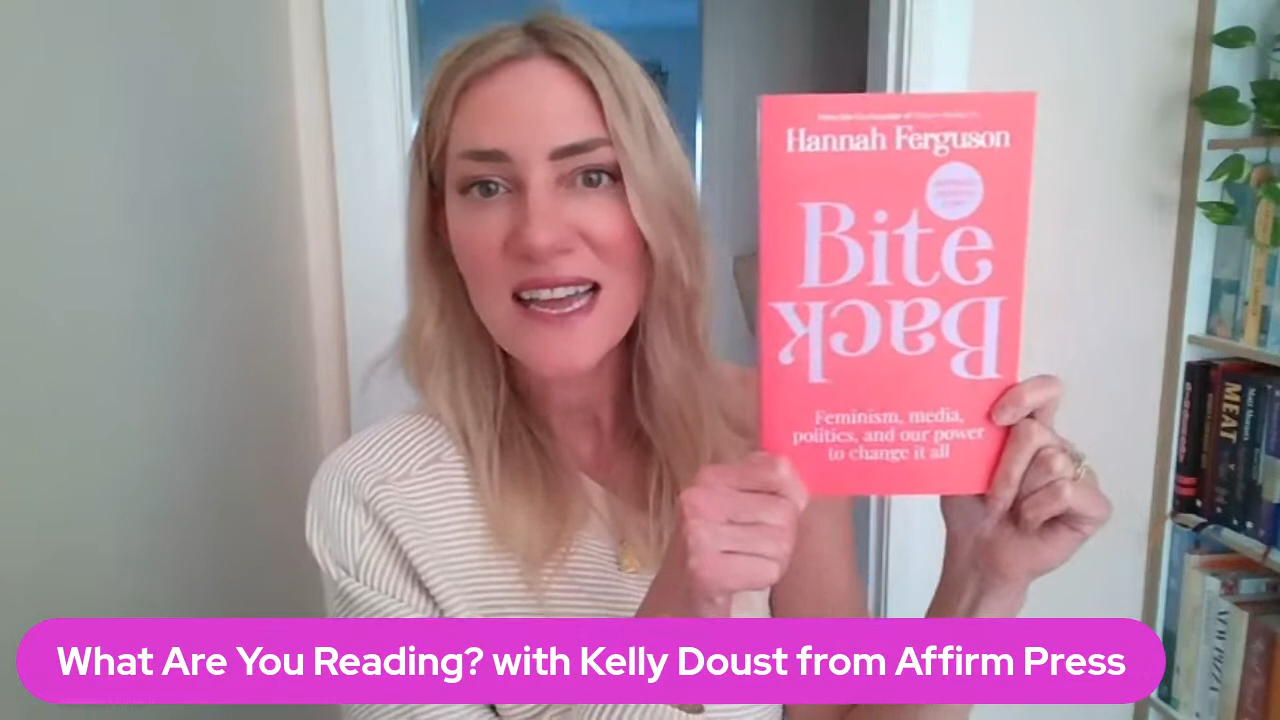 Hannah Ferguson
Bite
Back
Feminism, media,
politics, and our power
to change it all
MEAT
What Are You Reading? with Kelly Doust from Affirm Press